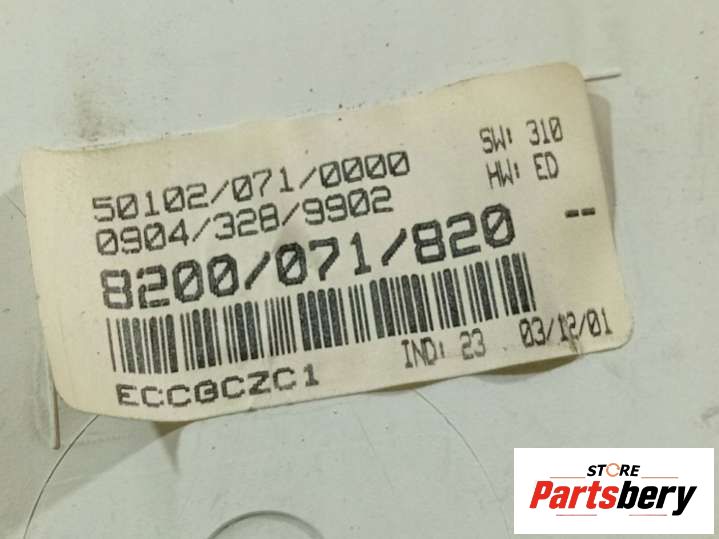 50102/071/0000
SW: 310
0904/328/9902
HW: ED
8200/071/820
--
IND: 23
03/12/01
ECCGCZC1
STORE
Partsbery